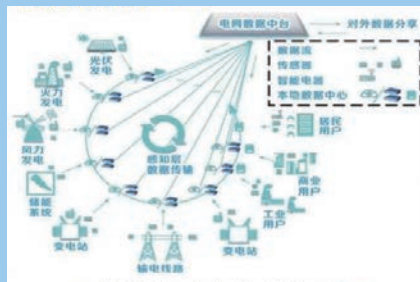 电网数据中台
对外数据分享
数据流
传感器
智能电器
本地数据中心
光伏
发电
火力
发电
风力
发电
储能
系统
变电站
输电线路
变电站
工业
用户
商业
用户
居民
用户
感知层
数据传输